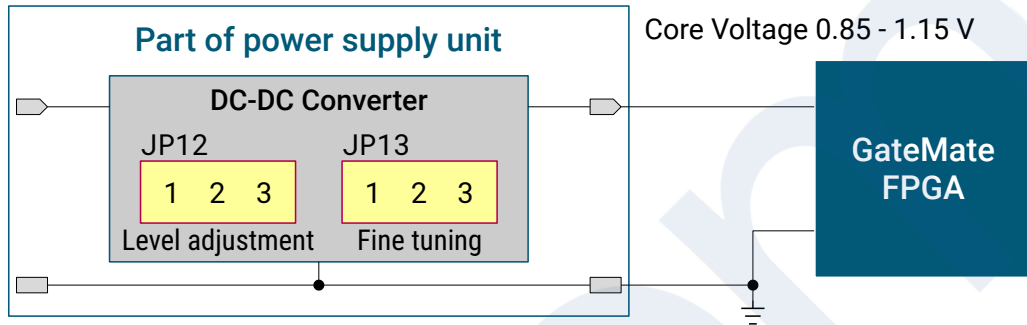 Part of power supply unit
Core Voltage 0.85 - 1.15 V
DC-DC Converter
JP12
JP13
1 2 3
1 2 3
Level adjustment
Fine tuning
GateMate
FPGA